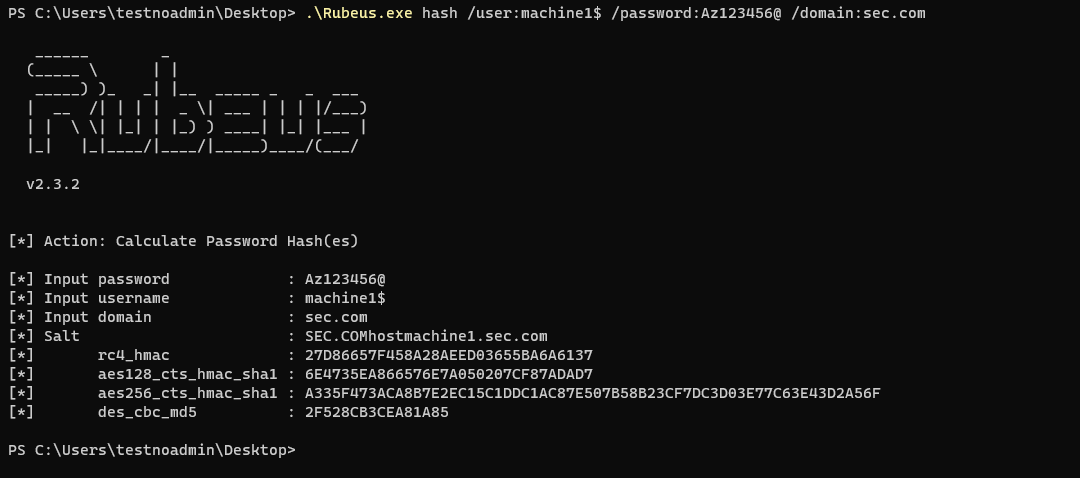 PS C:\Users\testnoadmin\Desktop> .\Rubeus.exe hash /user:machine1$ /password:Az123456@ /domain:sec.com
Rubeus
v2.3.2
[*] Action: Calculate Password Hash(es)
[*] Input password             : Az123456@
[*] Input username             : machine1$
[*] Input domain               : sec.com
[*] Salt                       : SEC.COMhostmachine1.sec.com
[*]       rc4_hmac             : 27D86657F458A28AEED03655BA6A6137
[*]       aes128_cts_hmac_sha1 : 6E4735EA866576E7A050207CF87ADAD7
[*]       aes256_cts_hmac_sha1 : A335F473ACA8B7E2EC15C1DDC1AC87E507B58B23CF7DC3D03E77C63E43D2A56F
[*]       des_cbc_md5          : 2F528CB3CEA81A85
PS C:\Users\testnoadmin\Desktop>